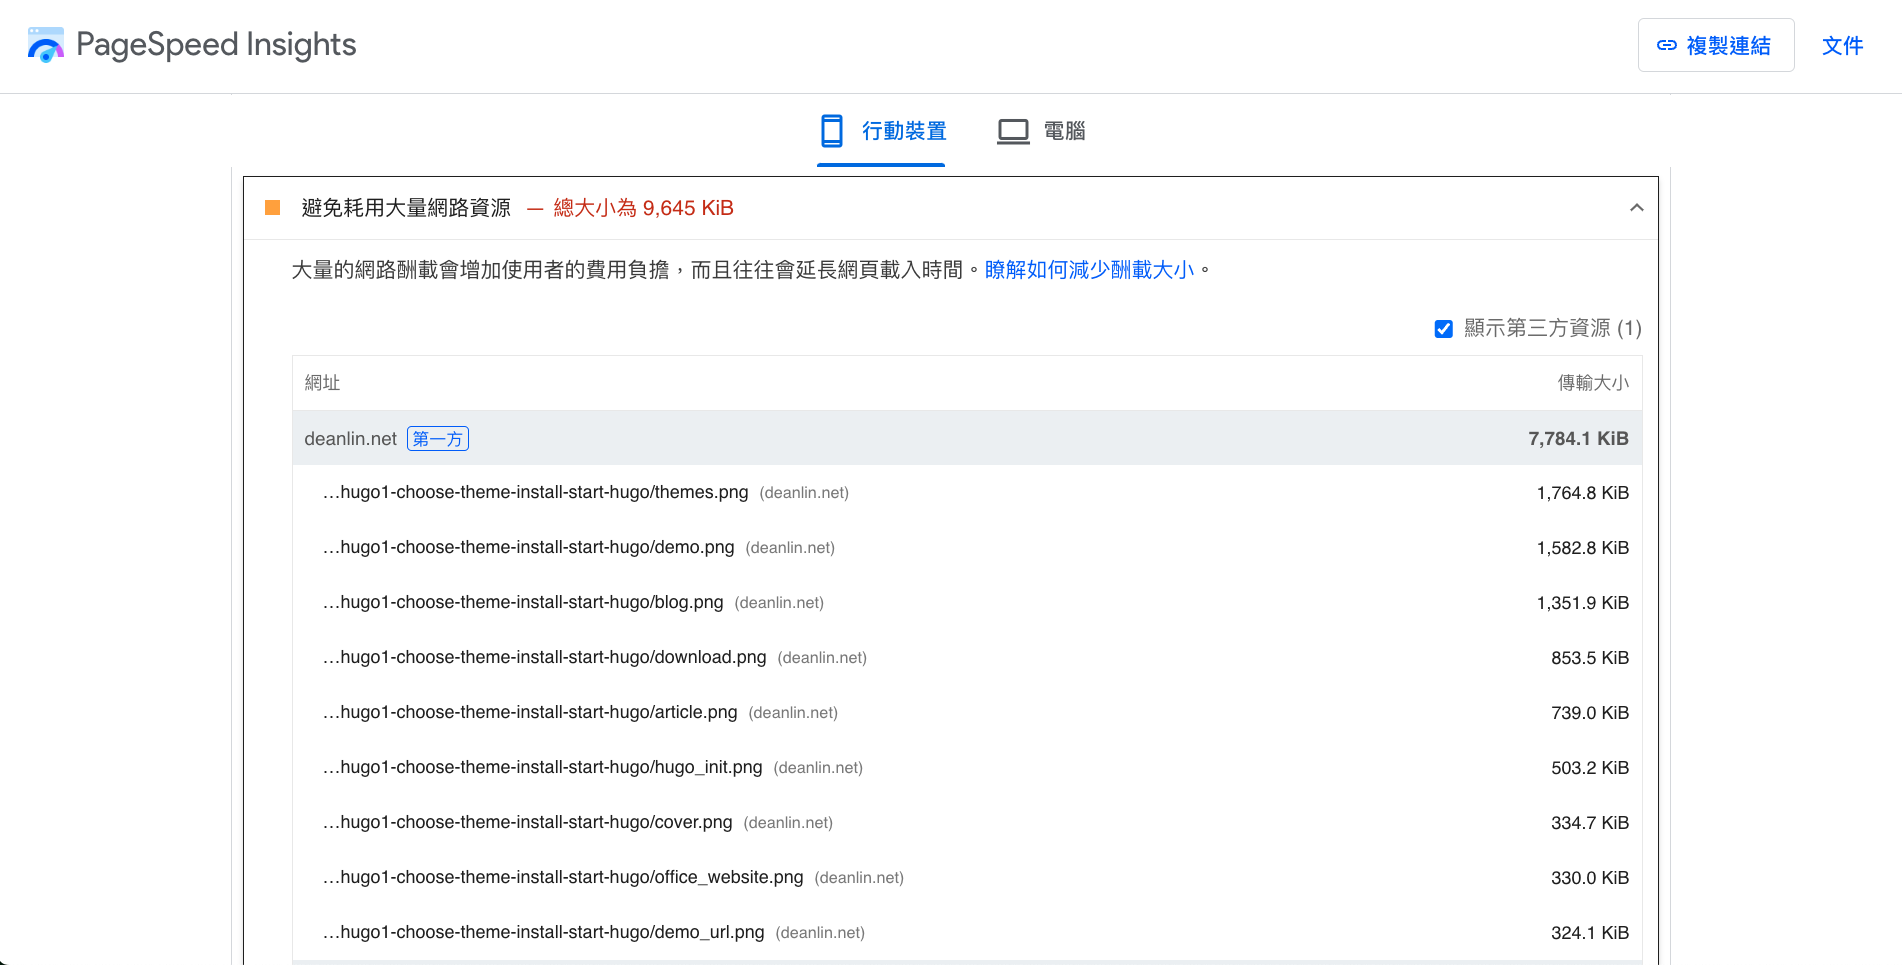 PageSpeed Insights
複製連結
文件
行動裝置
電腦
避免耗用大量網路資源 — 總大小為 9,645 KiB
大量的網路酬載會增加使用者的費用負擔，而且往往會延長網頁載入時間。瞭解如何減少酬載大小。
顯示第三方資源 (1)
網址 傳輸大小
deanlin.net 第一方 7,784.1 KiB
…hugo1-choose-theme-install-start-hugo/themes.png (deanlin.net) 1,764.8 KiB
…hugo1-choose-theme-install-start-hugo/demo.png (deanlin.net) 1,582.8 KiB
…hugo1-choose-theme-install-start-hugo/blog.png (deanlin.net) 1,351.9 KiB
…hugo1-choose-theme-install-start-hugo/download.png (deanlin.net) 853.5 KiB
…hugo1-choose-theme-install-start-hugo/article.png (deanlin.net) 739.0 KiB
…hugo1-choose-theme-install-start-hugo/hugo_init.png (deanlin.net) 503.2 KiB
…hugo1-choose-theme-install-start-hugo/cover.png (deanlin.net) 334.7 KiB
…hugo1-choose-theme-install-start-hugo/office_website.png (deanlin.net) 330.0 KiB
…hugo1-choose-theme-install-start-hugo/demo_url.png (deanlin.net) 324.1 KiB